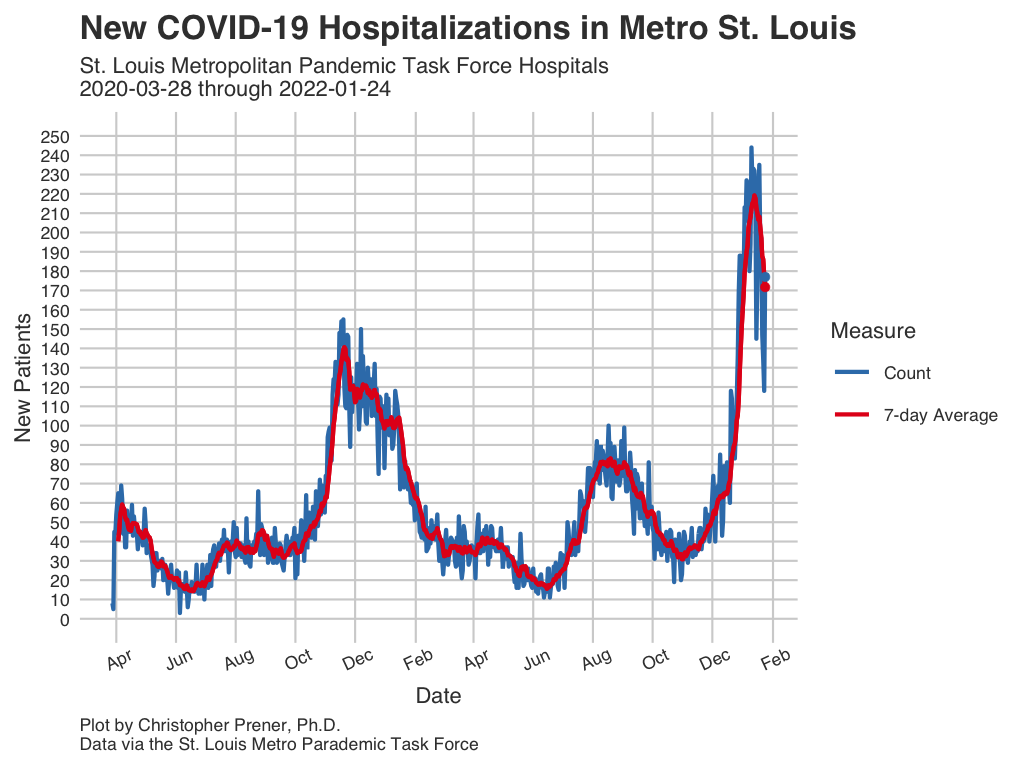 New COVID-19 Hospitalizations in Metro St. Louis
St. Louis Metropolitan Pandemic Task Force Hospitals
2020-03-28 through 2022-01-24
New Patients
250
240
230
220
210
200
190
180
170
160
150
140
130
120
110
100
90
80
70
60
50
40
30
20
10
0
Apr Jun Aug Oct Dec Feb Apr Jun Aug Oct Dec Feb
Date
Measure
Count
7-day Average
Plot by Christopher Prener, Ph.D.
Data via the St. Louis Metro Parademic Task Force